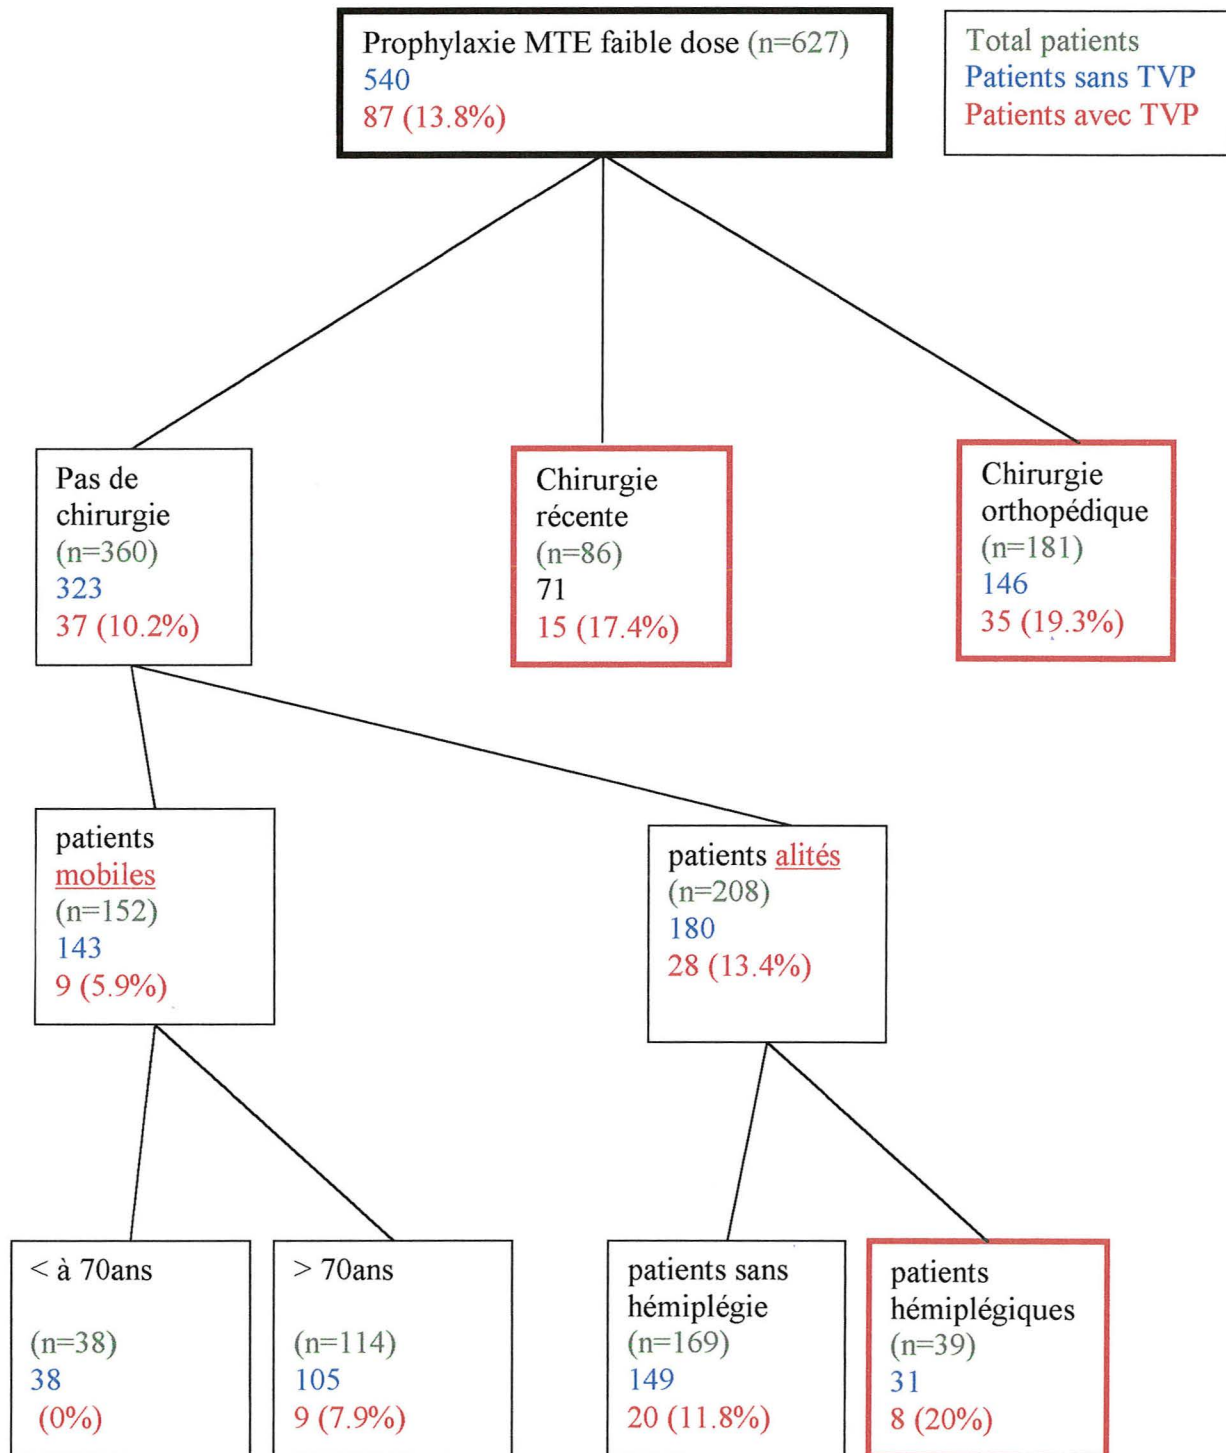 Prophylaxie MTE faible dose (n=627)
540
87 (13.8%)
Total patients
Patients sans TVP
Patients avec TVP
Pas de
chirurgie
(n=360)
323
37 (10.2%)
Chirurgie
récente
(n=86)
71
15 (17.4%)
Chirurgie
orthopédique
(n=181)
146
35 (19.3%)
patients
mobiles
(n=152)
143
9 (5.9%)
patients alités
(n=208)
180
28 (13.4%)
< à 70ans
(n=38)
38
(0%)
> 70ans
(n=114)
105
9 (7.9%)
patients sans
hémiplégie
(n=169)
149
20 (11.8%)
patients
hémiplégiques
(n=39)
31
8 (20%)